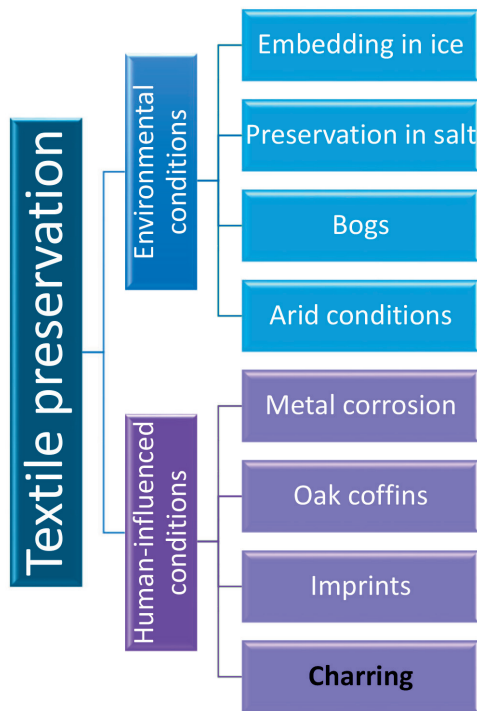 Textile preservation
Environmental
conditions
Embedding in ice
Preservation in salt
Bogs
Arid conditions
Human-influenced
conditions
Metal corrosion
Oak coffins
Imprints
Charring